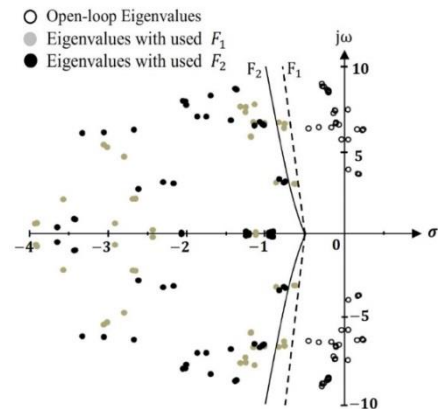 Open-loop Eigenvalues
Eigenvalues with used F₁
Eigenvalues with used F₂
jω
10
F₂ F₁
5
−4 −3 −2 −1 0 σ
−5
−10